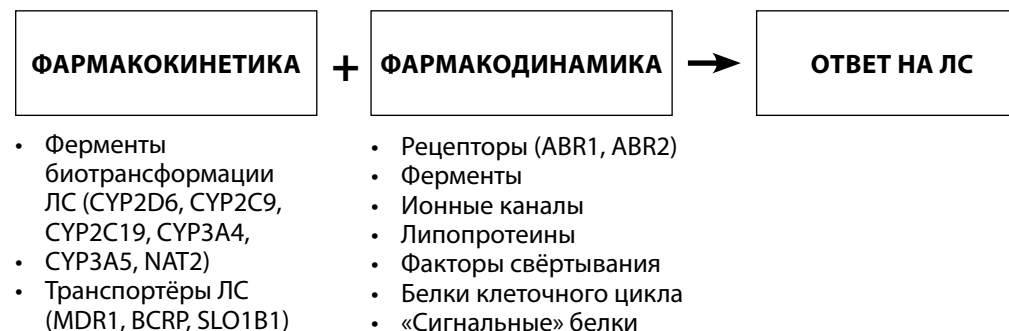 ФАРМАКОКИНЕТИКА + ФАРМАКОДИНАМИКА → ОТВЕТ НА ЛС
• Ферменты
биотрансформации
ЛС (CYP2D6, CYP2C9,
CYP2C19, CYP3A4,
• CYP3A5, NAT2)
• Транспортёры ЛС
(MDR1, BCRP, SLO1B1)
• Рецепторы (ABR1, ABR2)
• Ферменты
• Ионные каналы
• Липопротеины
• Факторы свёртывания
• Белки клеточного цикла
• «Сигнальные» белки